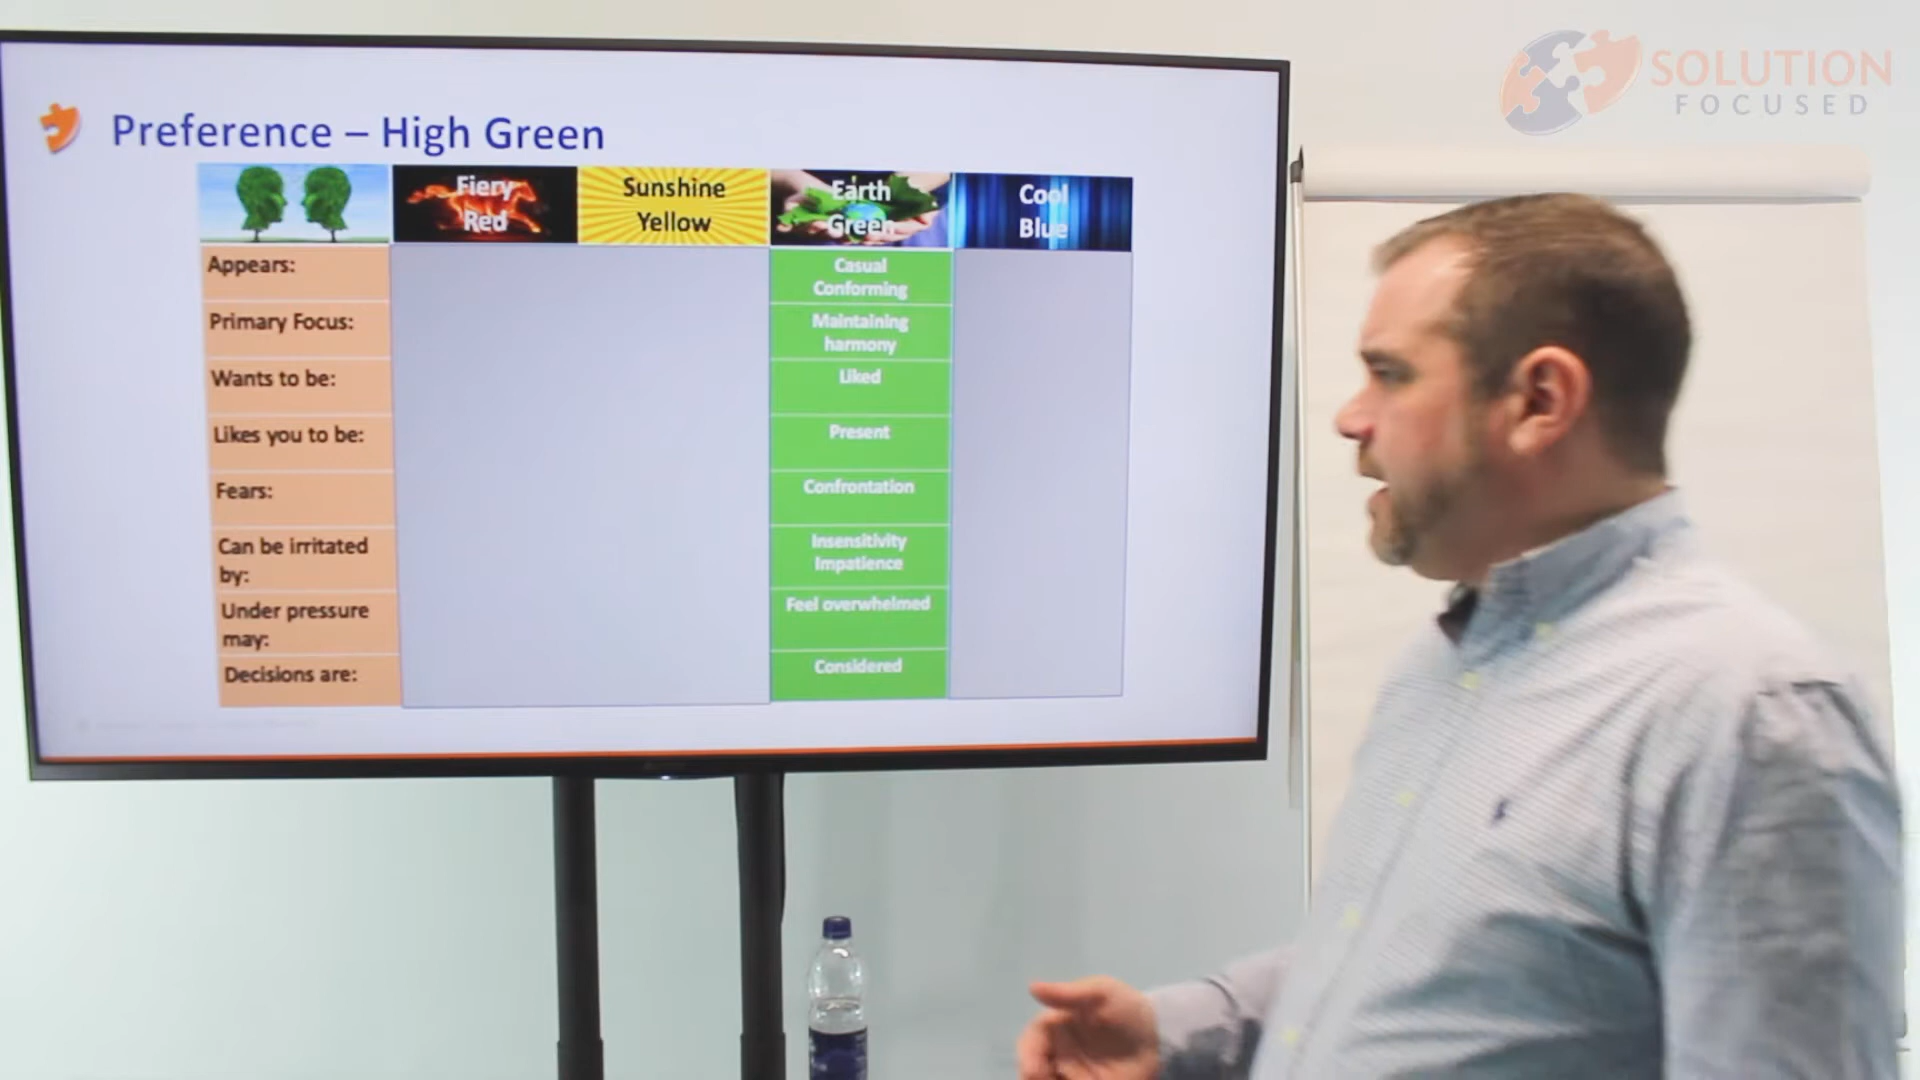 SOLUTION
FOCUSED
Preference – High Green
Fiery
Red
Sunshine
Yellow
Earth
Green
Cool
Blue
Appears:
Casual
Conforming
Primary Focus:
Maintaining
harmony
Wants to be:
Liked
Likes you to be:
Present
Fears:
Confrontation
Can be irritated
by:
Insensitivity
Impatience
Under pressure
may:
Feel overwhelmed
Decisions are:
Considered